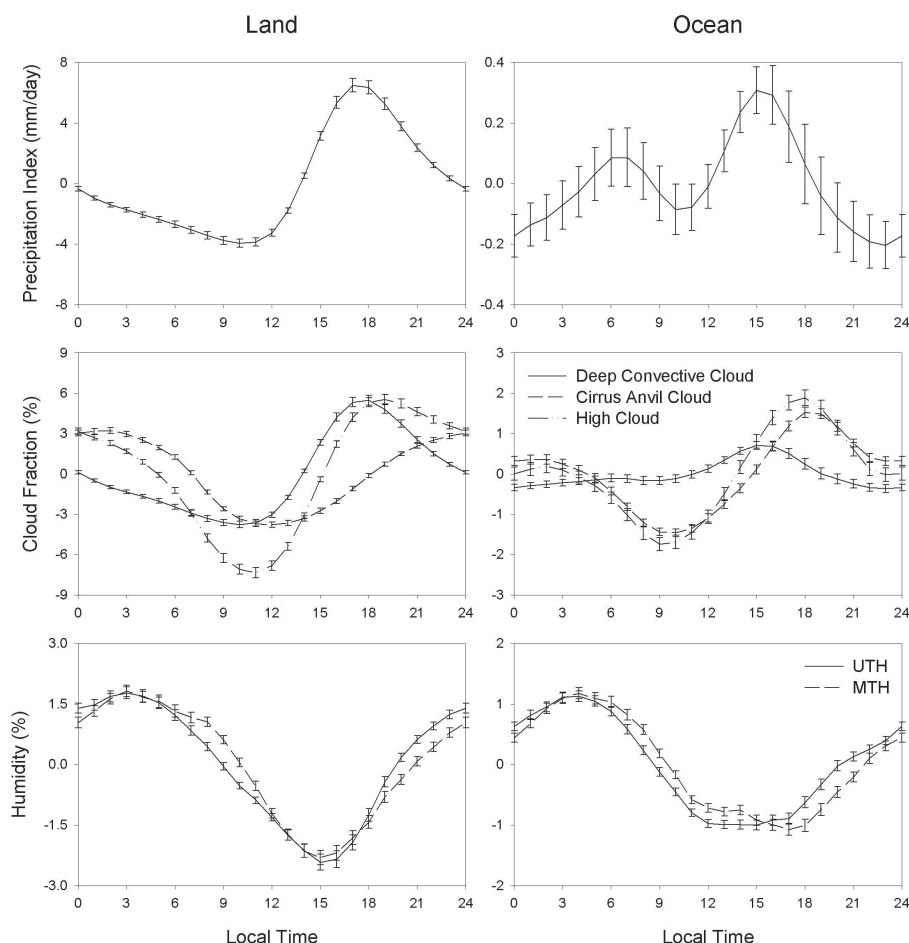 Land
Ocean
Precipitation Index (mm/day)
8
4
0
-4
-8
0 3 6 9 12 15 18 21 24
0.4
0.2
0.0
-0.2
-0.4
0 3 6 9 12 15 18 21 24
Cloud Fraction (%)
9
6
3
0
-3
-6
-9
0 3 6 9 12 15 18 21 24
3
2
1
0
-1
-2
-3
Deep Convective Cloud
Cirrus Anvil Cloud
High Cloud
0 3 6 9 12 15 18 21 24
Humidity (%)
3.0
1.5
0.0
-1.5
-3.0
0 3 6 9 12 15 18 21 24
Local Time
2
1
0
-1
-2
UTH
MTH
0 3 6 9 12 15 18 21 24
Local Time